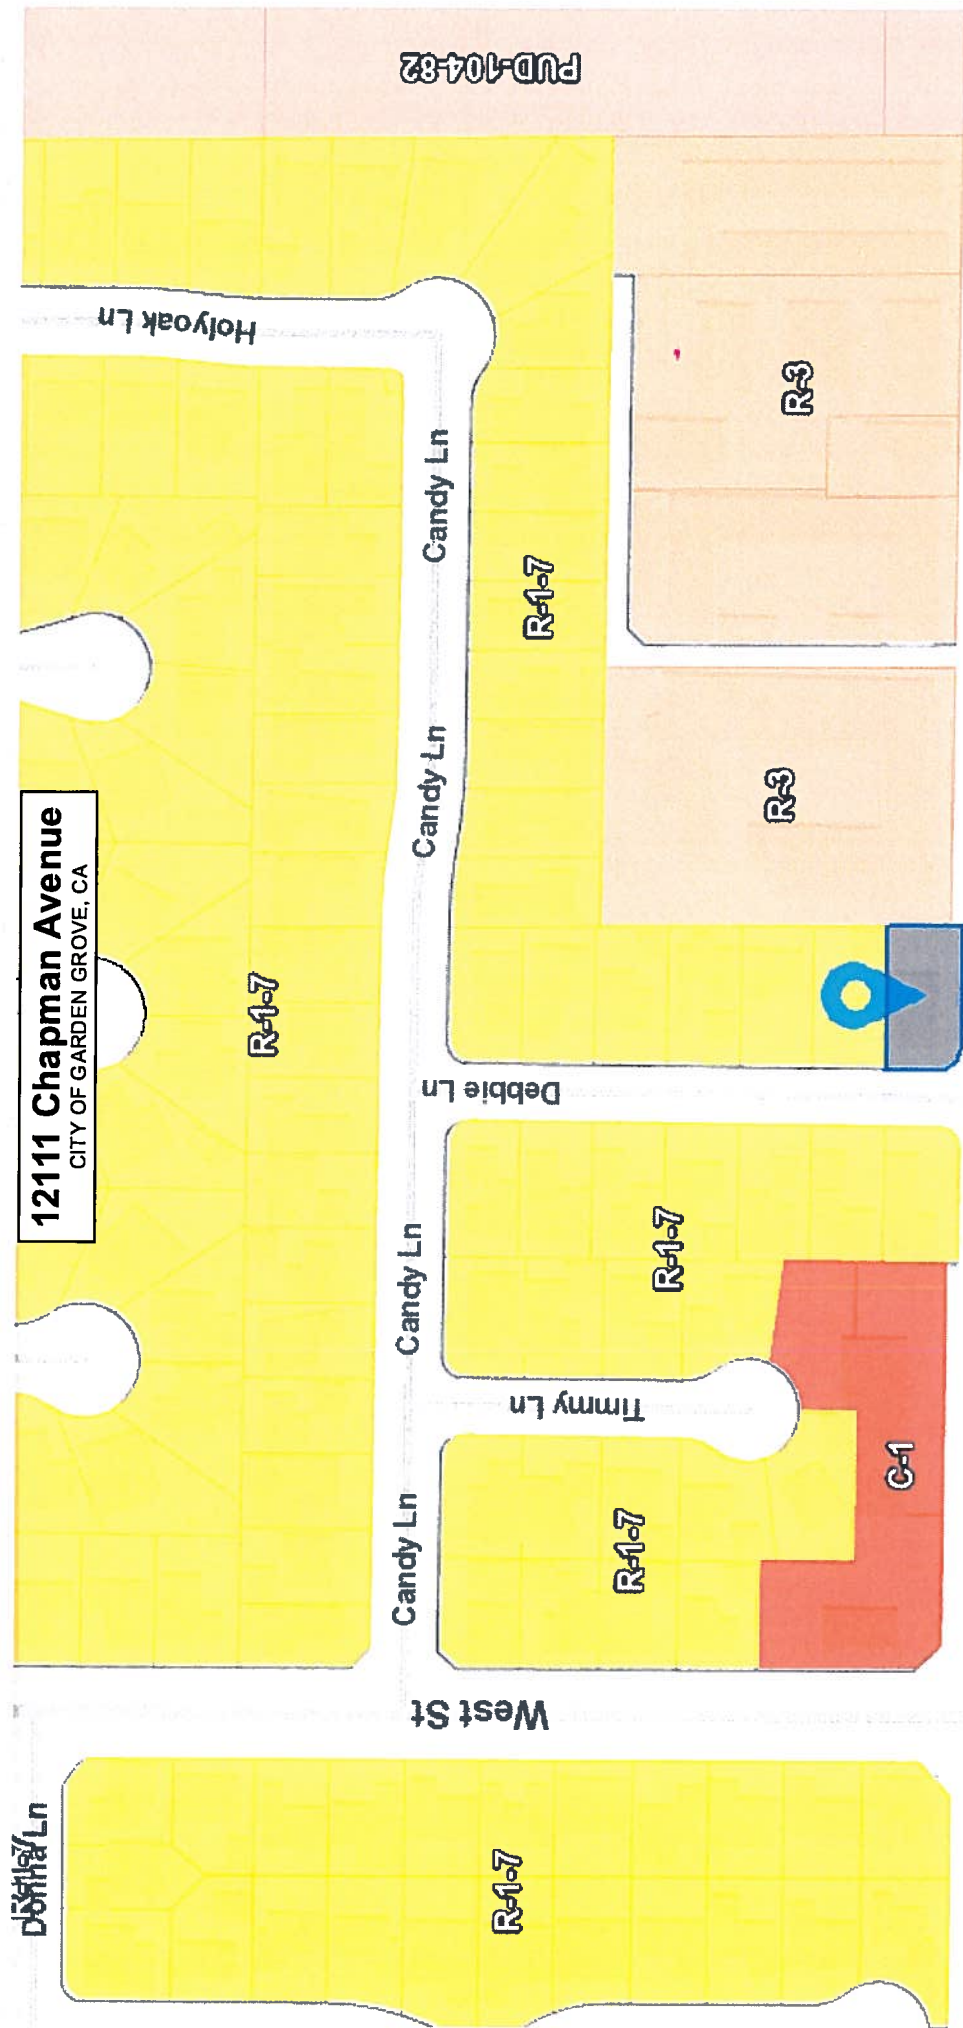 12111 Chapman Avenue
CITY OF GARDEN GROVE, CA
PUD-104-82
Holyoak Ln
Candy Ln
R-1-7
R-3
Candy Ln
R-3
R-1-7
Debbie Ln
Candy Ln
R-1-7
Timmy Ln
C-1
Candy Ln
R-1-7
West St
Donna Ln
R-1-7